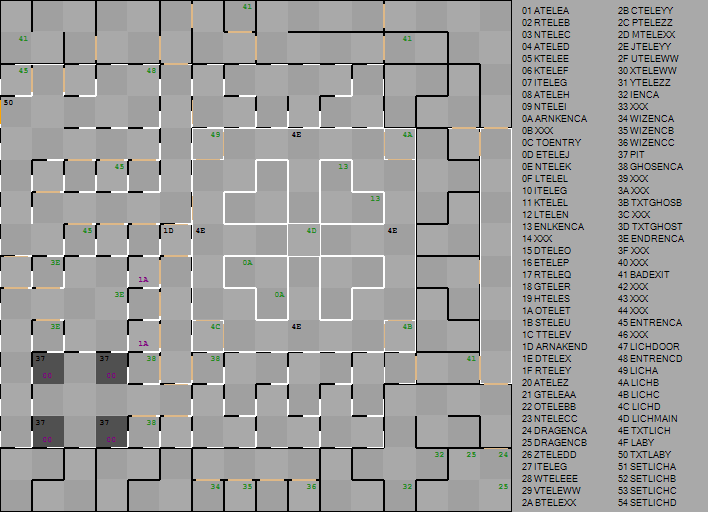 41
41 41
45 48
50
49 4E 4A
45 13
13
45 1D 4E 4D 4E
3E 0A
1A
3E 0A
3E 4C 4E 4B
1A
37 37 38 38 41
00 00
37 37 38
00 00
32 25 24
34 35 36 32 25
01 ATELEA
02 RTELEB
03 NTELEC
04 ATELED
05 KTELEE
06 KTELEF
07 ITELEG
08 ATELEH
09 NTELEI
0A ARNKENCA
0B XXX
0C TOENTRY
0D ETELEJ
0E NTELEK
0F LTELEL
10 ITELEG
11 KTELEL
12 LTELEN
13 ENLKENCA
14 XXX
15 DTELEO
16 ETELEP
17 RTELEQ
18 GTELER
19 HTELES
1A OTELET
1B STELEU
1C TTELEV
1D ARNAKEND
1E DTELEX
1F RTELEY
20 ATELEZ
21 GTELEAA
22 OTELEBB
23 NTELECC
24 DRAGENCA
25 DRAGENCB
26 ZTELEDD
27 ITELEG
28 WTELEEE
29 VTELEWW
2A BTELEXX
2B CTELEYY
2C PTELEZZ
2D MTELEXX
2E JTELEYY
2F UTELEWW
30 XTELEWW
31 YTELEZZ
32 IENCA
33 XXX
34 WIZENCA
35 WIZENCB
36 WIZENCC
37 PIT
38 GHOSENCA
39 XXX
3A XXX
3B TXTGHOSB
3C XXX
3D TXTGHOST
3E ENDRENCA
3F XXX
40 XXX
41 BADEXIT
42 XXX
43 XXX
44 XXX
45 ENTRENCA
46 XXX
47 LICHDOOR
48 ENTRENCD
49 LICHA
4A LICHB
4B LICHC
4C LICHD
4D LICHMAIN
4E TXTLICH
4F LABY
50 TXTLABY
51 SETLICHA
52 SETLICHB
53 SETLICHC
54 SETLICHD